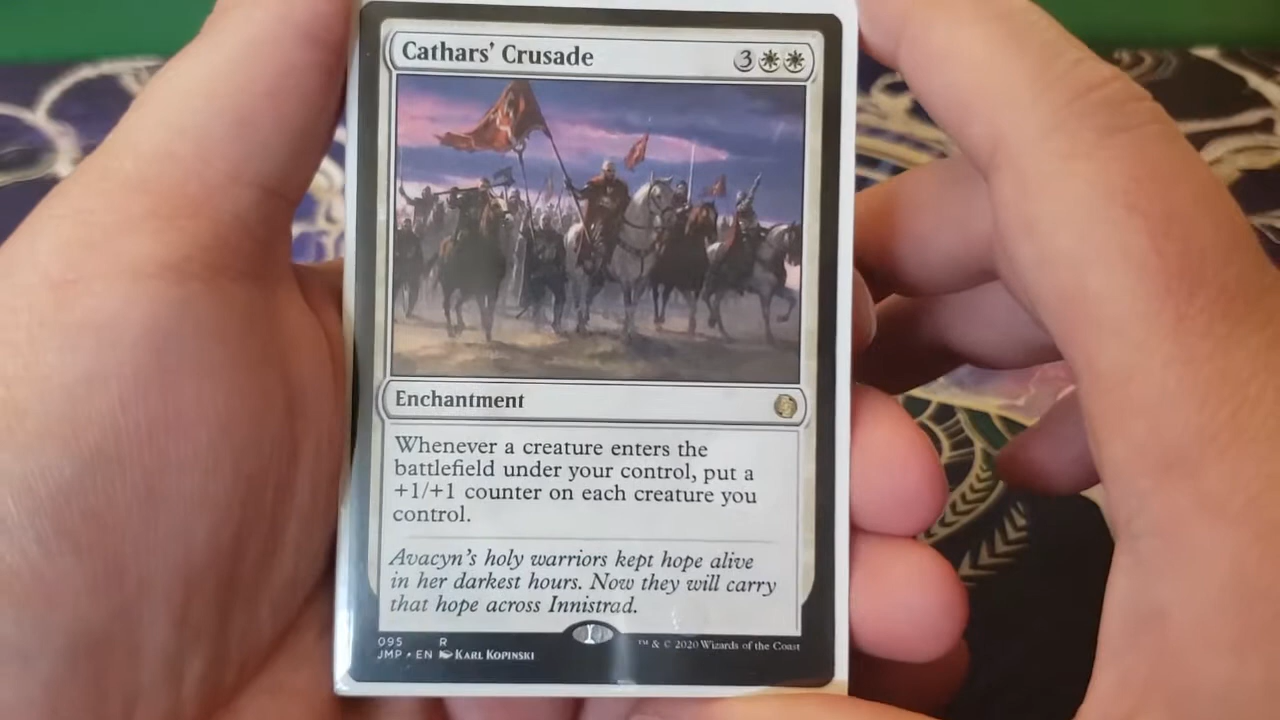 Cathars' Crusade 3
Enchantment
Whenever a creature enters the
battlefield under your control, put a
+1/+1 counter on each creature you
control.
Avacyn's holy warriors kept hope alive
in her darkest hours. Now they will carry
that hope across Innistrad.
095 R
JMP • EN Karl Kopinski
™ & © 2020 Wizards of the Coast